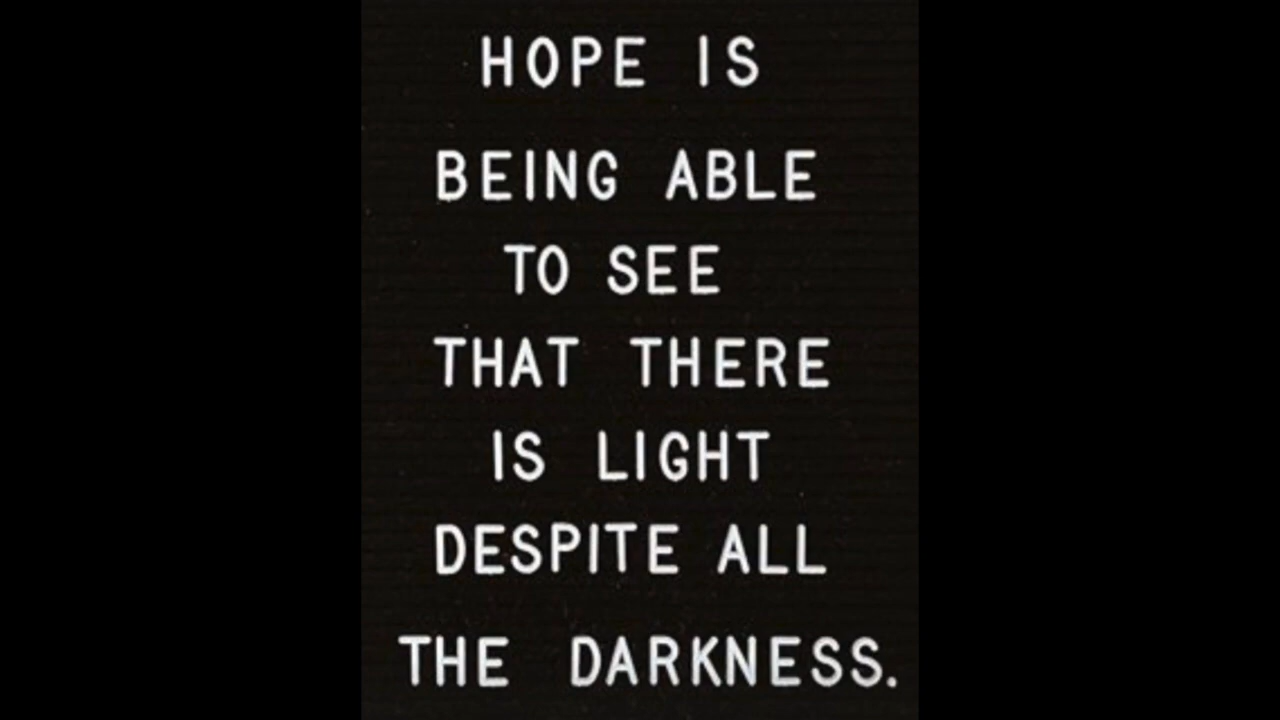 HOPE IS
BEING ABLE
TO SEE
THAT THERE
IS LIGHT
DESPITE ALL
THE DARKNESS.